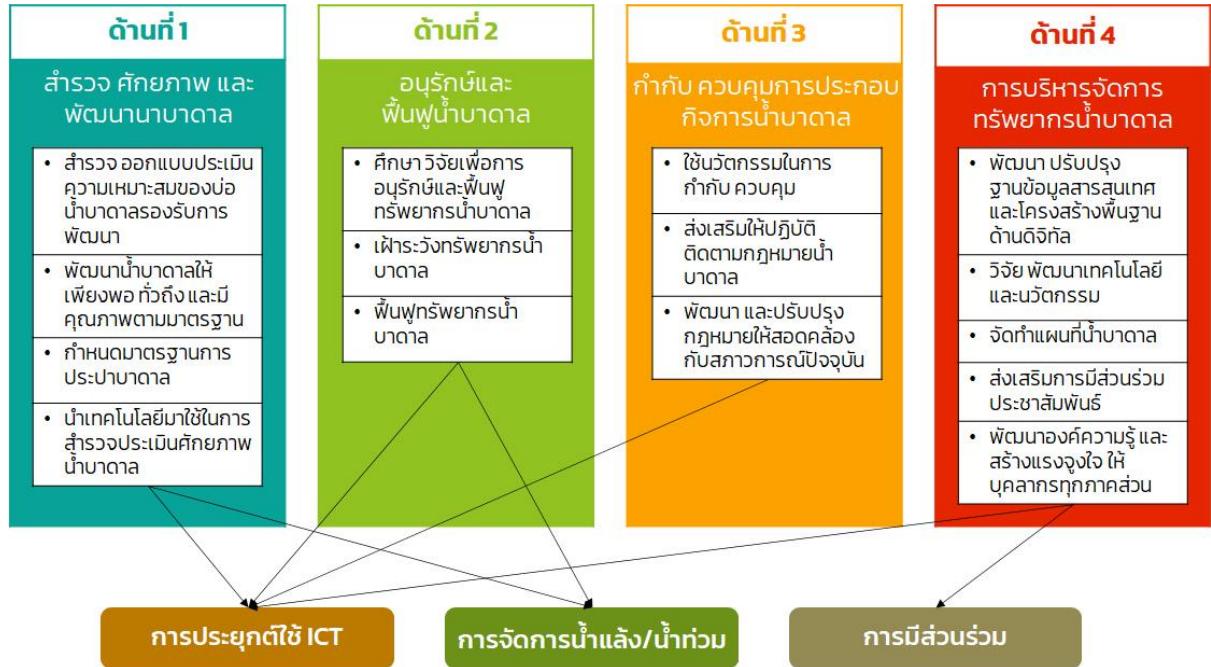 ด้านที่ 1
สำรวจ ศักยภาพ และ
พัฒนานาบาดาล
• สำรวจ ออกแบบประเมิน
ความเหมาะสมของบ่อ
น้ำบาดาลรองรับการ
พัฒนา
• พัฒนาน้ำบาดาลให้
เพียงพอ ทั่วถึง และมี
คุณภาพตามมาตรฐาน
• กำหนดมาตรฐานการ
ประปาบาดาล
• นำเทคโนโลยีมาใช้ในการ
สำรวจประเมินศักยภาพ
น้ำบาดาล
ด้านที่ 2
อนุรักษ์และ
ฟื้นฟูน้ำบาดาล
• ศึกษา วิจัยเพื่อการ
อนุรักษ์และฟื้นฟู
ทรัพยากรน้ำบาดาล
• เฝ้าระวังทรัพยากรน้ำ
บาดาล
• ฟื้นฟูทรัพยากรน้ำ
บาดาล
ด้านที่ 3
กำกับ ควบคุมการประกอบ
กิจการน้ำบาดาล
• ใช้นวัตกรรมในการ
กำกับ ควบคุม
• ส่งเสริมให้ปฏิบัติ
ติดตามกฎหมายน้ำ
บาดาล
• พัฒนา และปรับปรุง
กฎหมายให้สอดคล้อง
กับสภาวการณ์ปัจจุบัน
ด้านที่ 4
การบริหารจัดการ
ทรัพยากรน้ำบาดาล
• พัฒนา ปรับปรุง
ฐานข้อมูลสารสนเทศ
และโครงสร้างพื้นฐาน
ด้านดิจิทัล
• วิจัย พัฒนาเทคโนโลยี
และนวัตกรรม
• จัดทำแผนที่น้ำบาดาล
• ส่งเสริมการมีส่วนร่วม
ประชาสัมพันธ์
• พัฒนาองค์ความรู้ และ
สร้างแรงจูงใจ ให้
บุคลากรทุกภาคส่วน
การประยุกต์ใช้ ICT
การจัดการน้ำแล้ง/น้ำท่วม
การมีส่วนร่วม